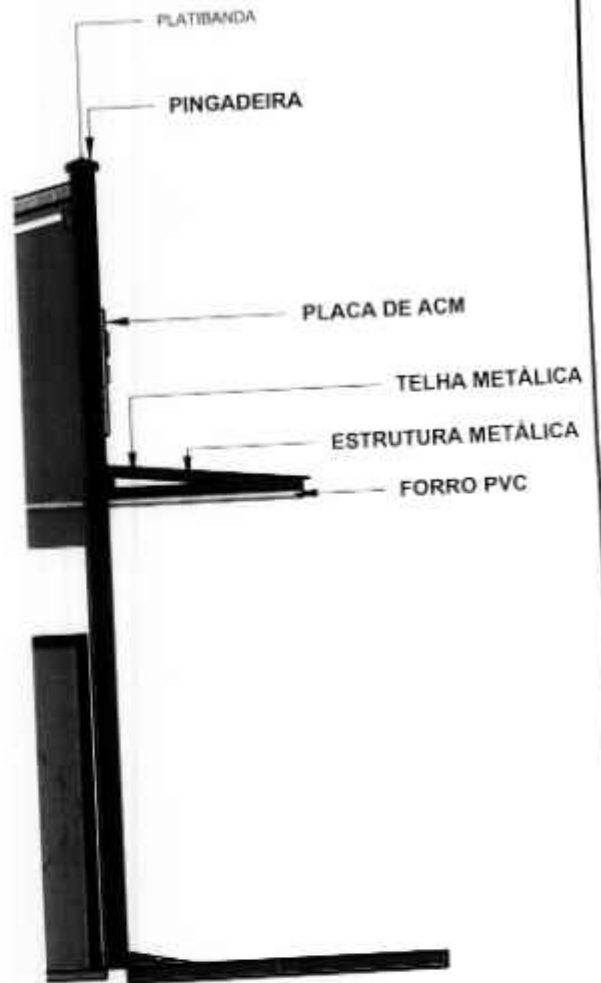 PLATIBANDA
PINGADEIRA
PLACA DE ACM
TELHA METÁLICA
ESTRUTURA METÁLICA
FORRO PVC